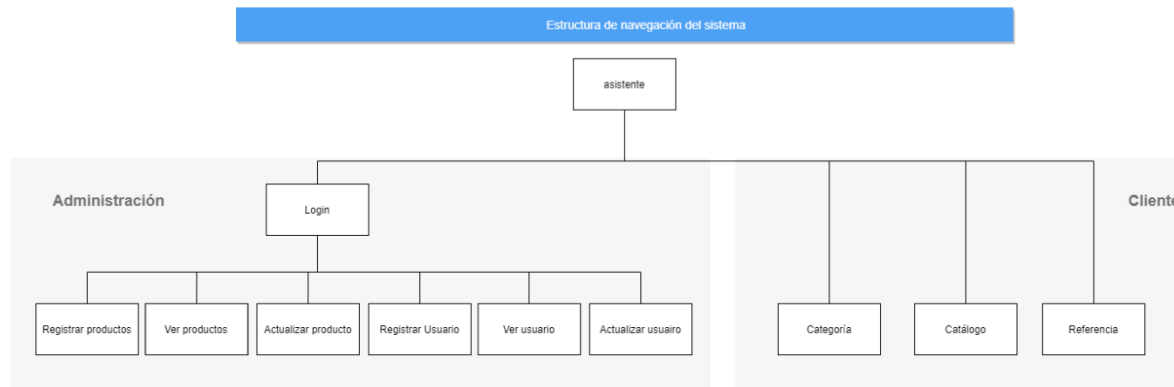 Estructura de navegación del sistema
asistente
Administración
Cliente
Login
Registrar productos
Ver productos
Actualizar producto
Registrar Usuario
Ver usuario
Actualizar usuairo
Categoría
Catálogo
Referencia